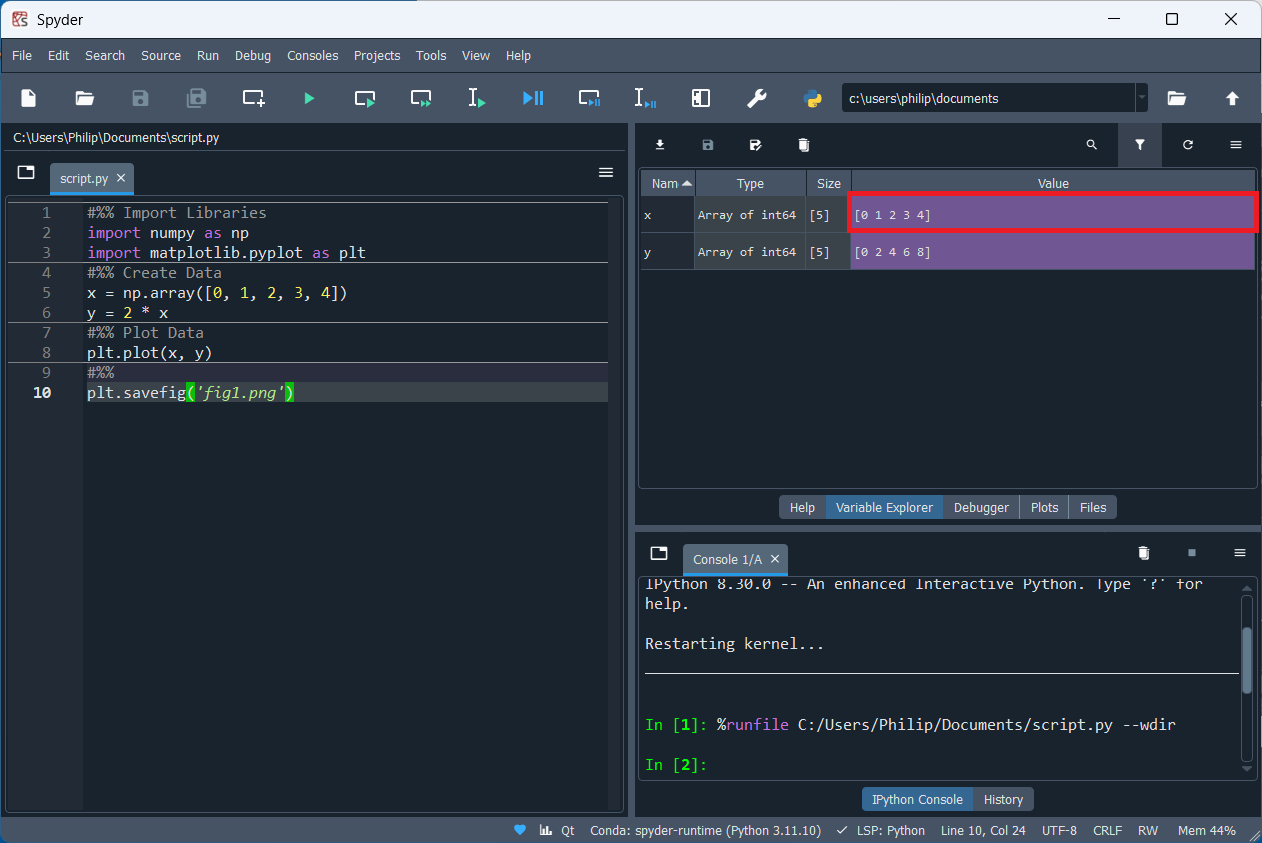 Spyder
File Edit Search Source Run Debug Consoles Projects Tools View Help
c:\users\philip\documents
C:\Users\Philip\Documents\script.py
script.py
1 #%% Import Libraries
2 import numpy as np
3 import matplotlib.pyplot as plt
4 #%% Create Data
5 x = np.array([0, 1, 2, 3, 4])
6 y = 2 * x
7 #%% Plot Data
8 plt.plot(x, y)
9 #%%
10 plt.savefig('fig1.png')
Nam Type Size Value
x Array of int64 [5] [0 1 2 3 4]
y Array of int64 [5] [0 2 4 6 8]
Help Variable Explorer Debugger Plots Files
Console 1/A
IPython 8.30.0 -- An enhanced Interactive Python. Type '?' for
help.
Restarting kernel...
In [1]: %runfile C:/Users/Philip/Documents/script.py --wdir
In [2]:
IPython Console History
Qt Conda: spyder-runtime (Python 3.11.10) LSP: Python Line 10, Col 24 UTF-8 CRLF RW Mem 44%